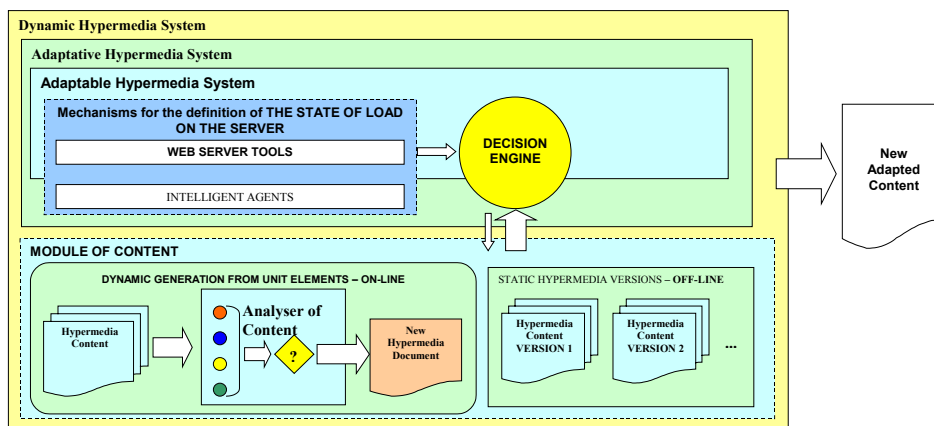 Dynamic Hypermedia System
Adaptative Hypermedia System
Adaptable Hypermedia System
Mechanisms for the definition of THE STATE OF LOAD
ON THE SERVER
WEB SERVER TOOLS
INTELLIGENT AGENTS
DECISION
ENGINE
New
Adapted
Content
MODULE OF CONTENT
DYNAMIC GENERATION FROM UNIT ELEMENTS – ON-LINE
Hypermedia
Content
Analyser of
Content
?
New
Hypermedia
Document
STATIC HYPERMEDIA VERSIONS – OFF-LINE
Hypermedia
Content
VERSION 1
Hypermedia
Content
VERSION 2
...